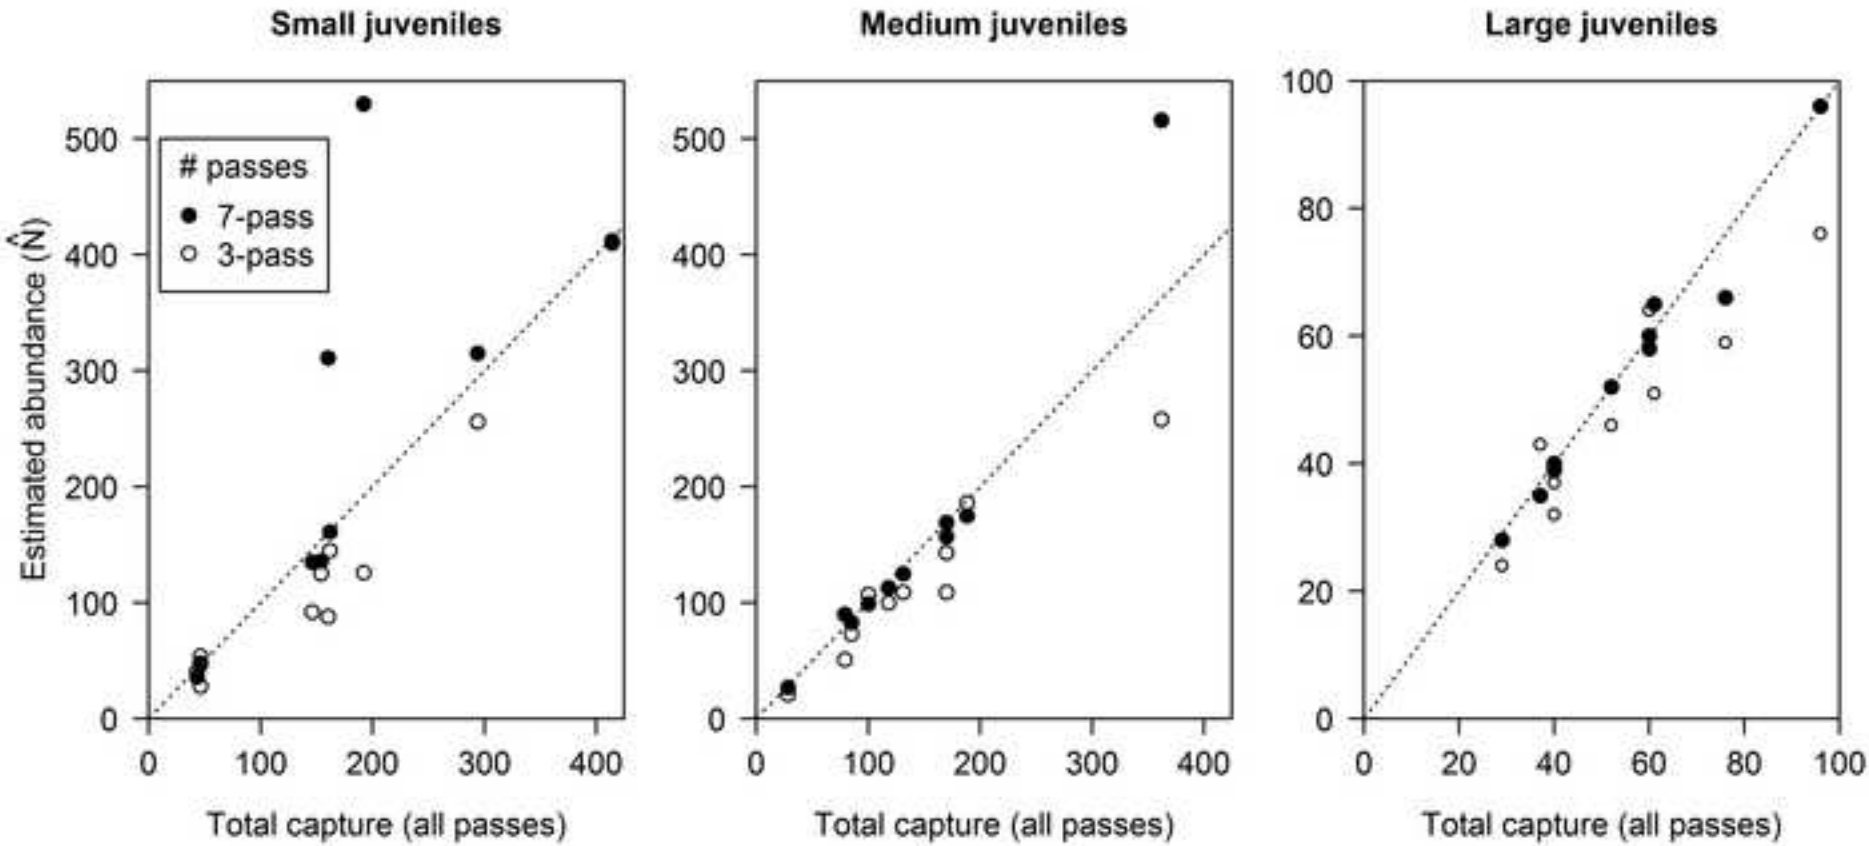 Small juveniles
Medium juveniles
Large juveniles
Estimated abundance (N̂)
500
400
300
200
100
0
# passes
7-pass
3-pass
0 100 200 300 400
Total capture (all passes)
500
400
300
200
100
0
0 100 200 300 400
Total capture (all passes)
100
80
60
40
20
0
0 20 40 60 80 100
Total capture (all passes)